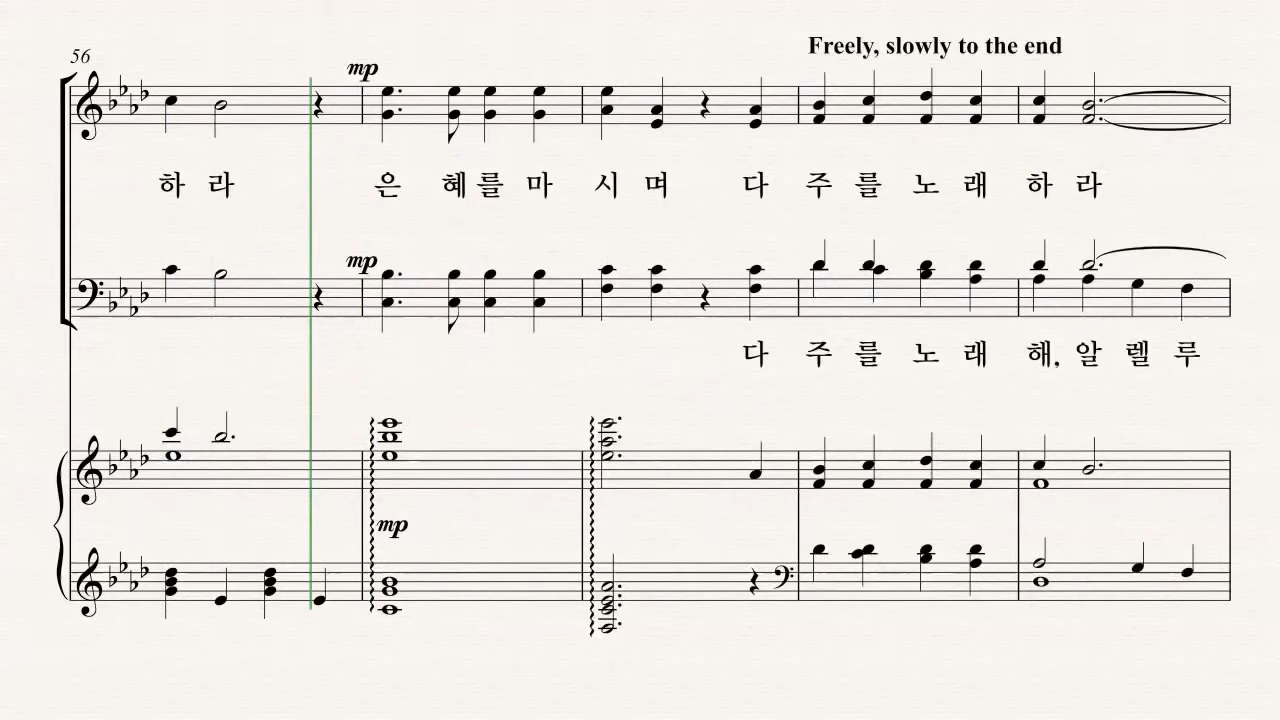 Freely, slowly to the end
56
mp
하 라 은 혜 를 마 시 며 다 주 를 노 래 하 라
mp
다 주 를 노 래 해, 알 렐 루
mp